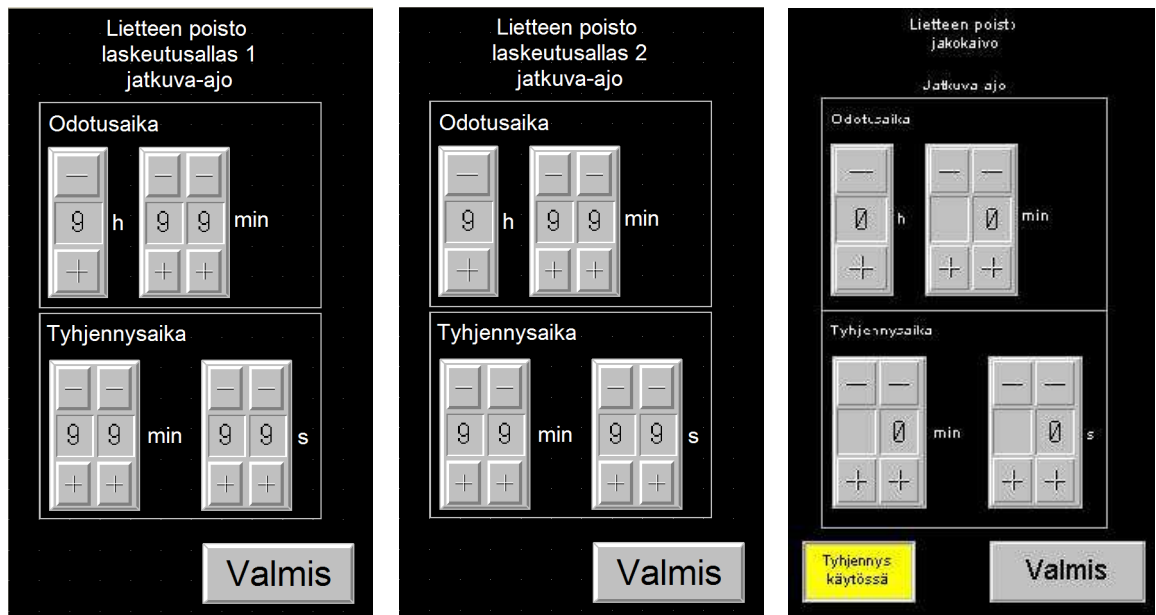 Lietteen poisto
laskeutusallas 1
jatkuva-ajo
Odotusaika
— — —
9 h 9 9 min
+ + +
Tyhjennysaika
— — — —
9 9 min 9 9 s
+ + + +
Valmis
Lietteen poisto
laskeutusallas 2
jatkuva-ajo
Odotusaika
— — —
9 h 9 9 min
+ + +
Tyhjennysaika
— — — —
9 9 min 9 9 s
+ + + +
Valmis
Lietteen poisto
jakokaivo
Jatkuva ajo
Odotusaika
— — —
0 h 0 min
+ + +
Tyhjennysaika
— — — —
0 min 0 s
+ + + +
Tyhjennys
käytössä
Valmis